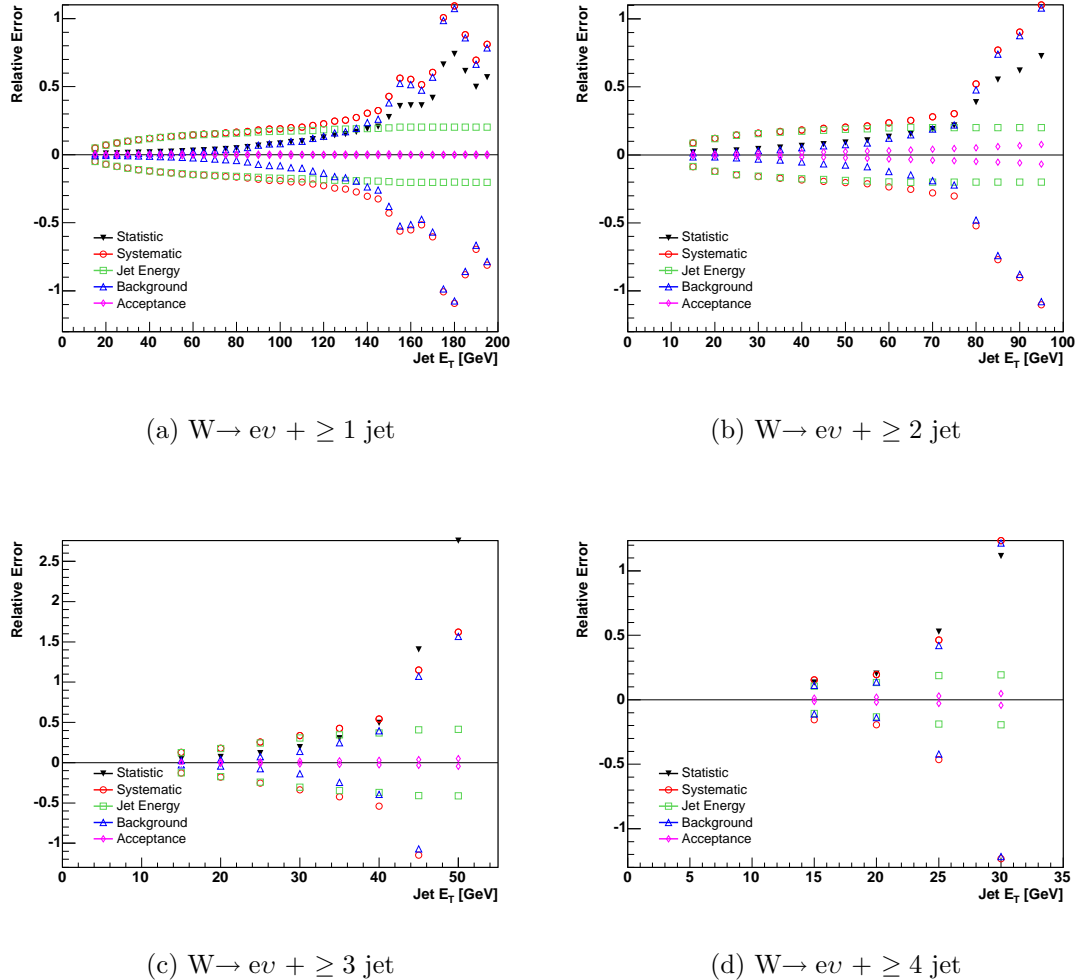 Relative Error
1
0.5
0
-0.5
-1
Statistic
Systematic
Jet Energy
Background
Acceptance
0 20 40 60 80 100 120 140 160 180 200
Jet E_T [GeV]
(a) W→ eυ + ≥ 1 jet
Relative Error
1
0.5
0
-0.5
-1
Statistic
Systematic
Jet Energy
Background
Acceptance
0 10 20 30 40 50 60 70 80 90 100
Jet E_T [GeV]
(b) W→ eυ + ≥ 2 jet
Relative Error
2.5
2
1.5
1
0.5
0
-0.5
-1
Statistic
Systematic
Jet Energy
Background
Acceptance
0 10 20 30 40 50
Jet E_T [GeV]
(c) W→ eυ + ≥ 3 jet
Relative Error
1
0.5
0
-0.5
-1
Statistic
Systematic
Jet Energy
Background
Acceptance
0 5 10 15 20 25 30 35
Jet E_T [GeV]
(d) W→ eυ + ≥ 4 jet